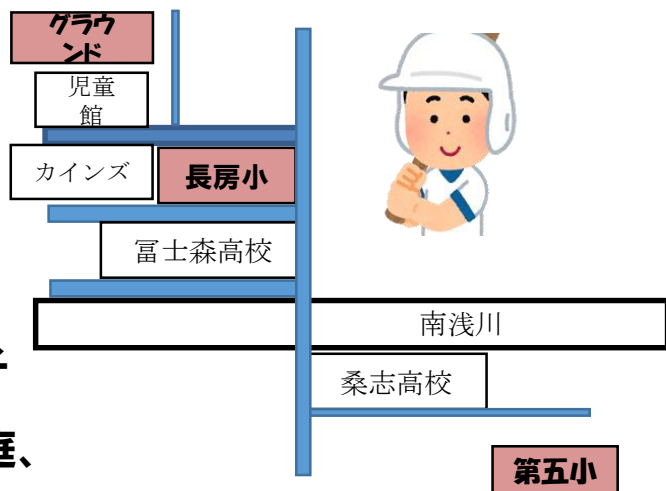 グラウ
ンド
児童
館
カインズ
長房小
冨士森高校
南浅川
桑志高校
庭、
第五小